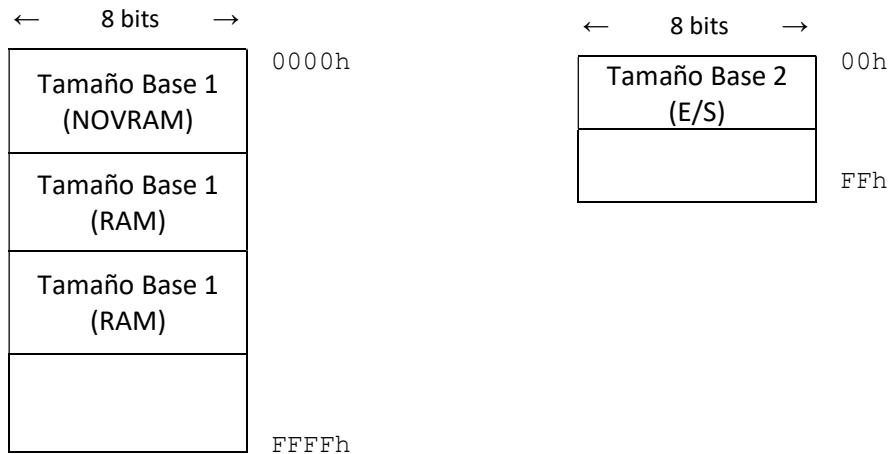 ← 8 bits →
0000h
Tamaño Base 1
(NOVRAM)
Tamaño Base 1
(RAM)
Tamaño Base 1
(RAM)
FFFFh
← 8 bits →
00h
Tamaño Base 2
(E/S)
FFh